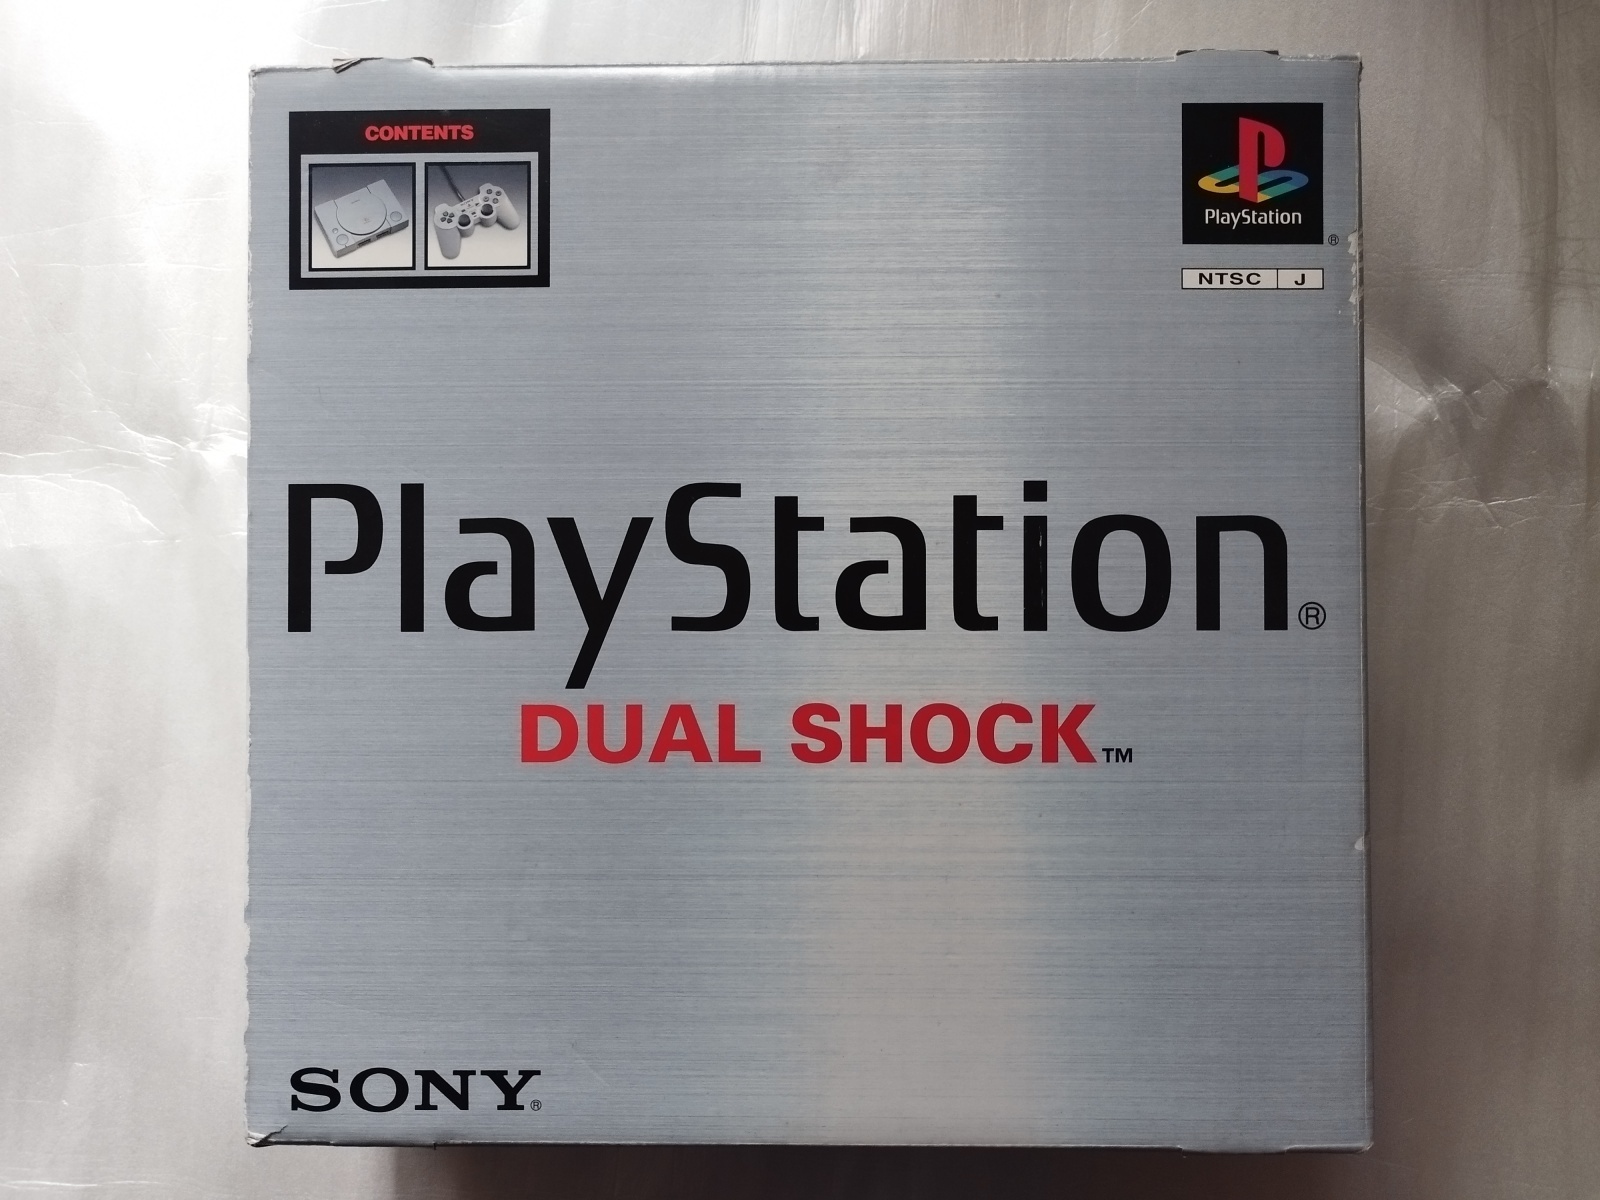 CONTENTS
PlayStation
®
NTSC J
PlayStation®
DUAL SHOCK™
SONY®